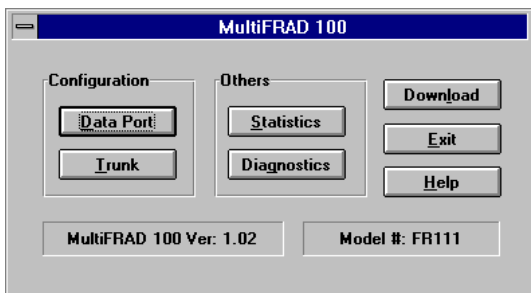 MultiFRAD 100
Configuration
Data Port
Trunk
Others
Statistics
Diagnostics
Download
Exit
Help
MultiFRAD 100 Ver: 1.02
Model #: FR111